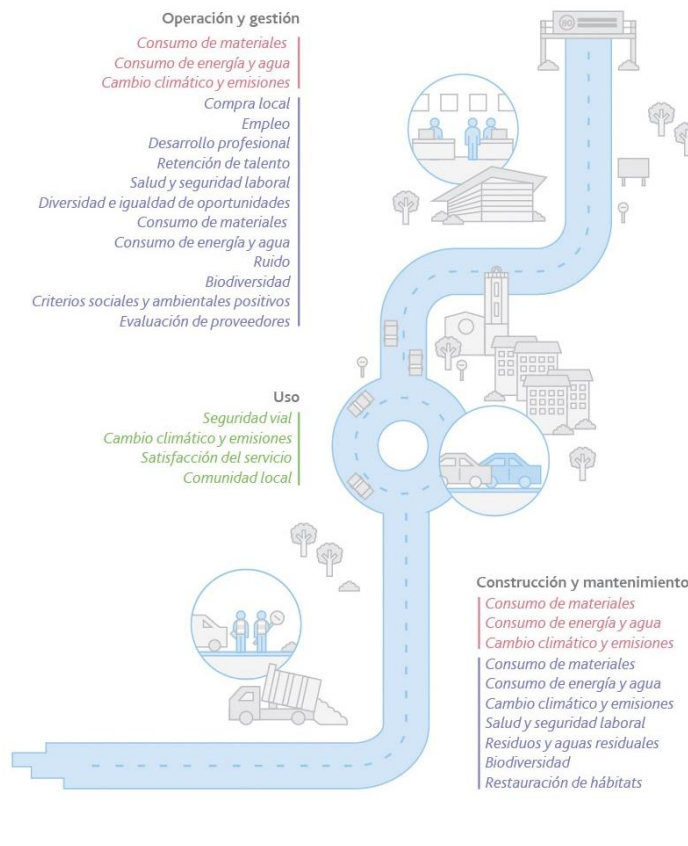 Operación y gestión
Consumo de materiales
Consumo de energía y agua
Cambio climático y emisiones
Compra local
Empleo
Desarrollo profesional
Retención de talento
Salud y seguridad laboral
Diversidad e igualdad de oportunidades
Consumo de materiales
Consumo de energía y agua
Ruido
Biodiversidad
Criterios sociales y ambientales positivos
Evaluación de proveedores
Uso
Seguridad vial
Cambio climático y emisiones
Satisfacción del servicio
Comunidad local
Construcción y mantenimiento
Consumo de materiales
Consumo de energía y agua
Cambio climático y emisiones
Consumo de materiales
Consumo de energía y agua
Cambio climático y emisiones
Salud y seguridad laboral
Residuos y aguas residuales
Biodiversidad
Restauración de hábitats